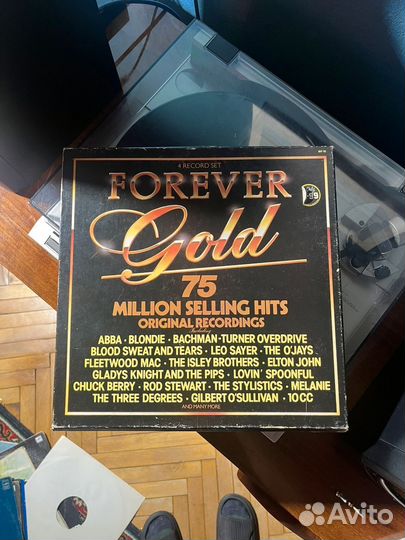 4 RECORD SET
FOREVER
Gold
75
MILLION SELLING HITS
ORIGINAL RECORDINGS
Including
ABBA · BLONDIE · BACHMAN-TURNER OVERDRIVE
BLOOD SWEAT AND TEARS · LEO SAYER · THE O'JAYS
FLEETWOOD MAC · THE ISLEY BROTHERS · ELTON JOHN
GLADYS KNIGHT AND THE PIPS · LOVIN' SPOONFUL
CHUCK BERRY · ROD STEWART · THE STYLISTICS · MELANIE
THE THREE DEGREES · GILBERT O'SULLIVAN · 10CC
AND MANY MORE
Avito